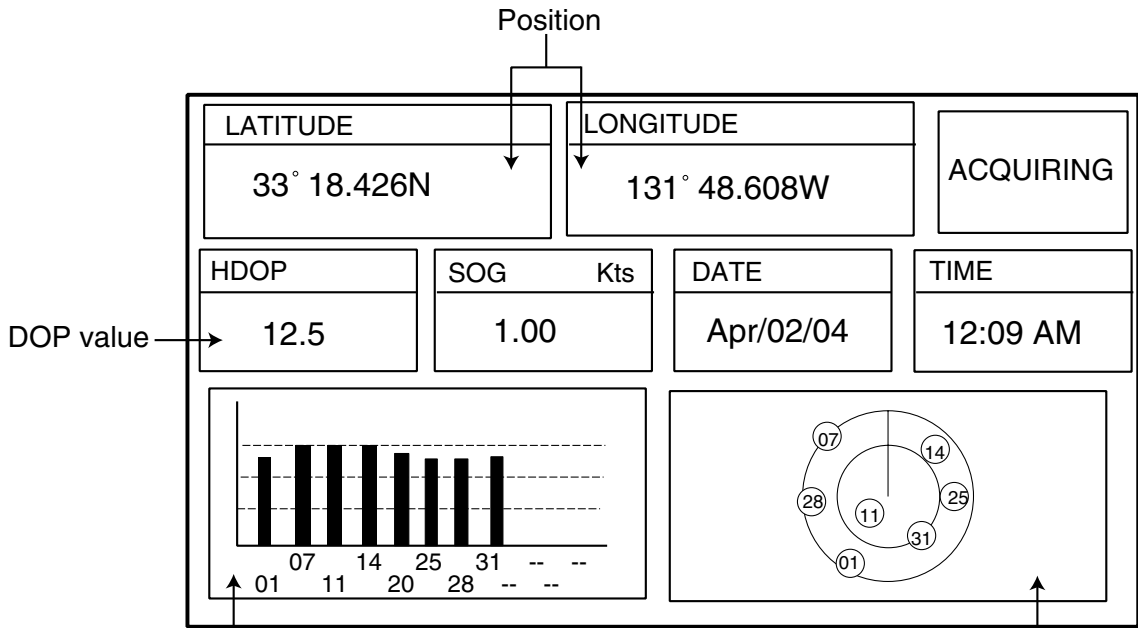 Position
LATITUDE
33° 18.426N
LONGITUDE
131° 48.608W
ACQUIRING
HDOP
12.5
SOG Kts
1.00
DATE
Apr/02/04
TIME
12:09 AM
DOP value
07 14 25 31 -- --
01 11 20 28 -- --
07
14
28
25
11
31
01